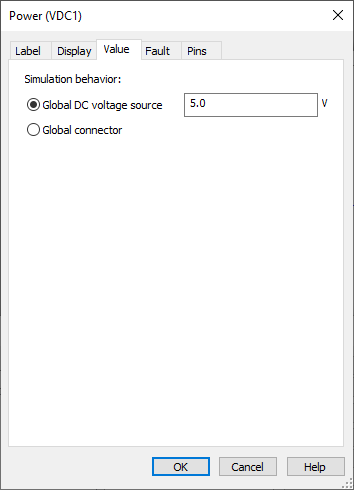 Power (VDC1)
Label Display Value Fault Pins
Simulation behavior:
Global DC voltage source 5.0 V
Global connector
OK Cancel Help